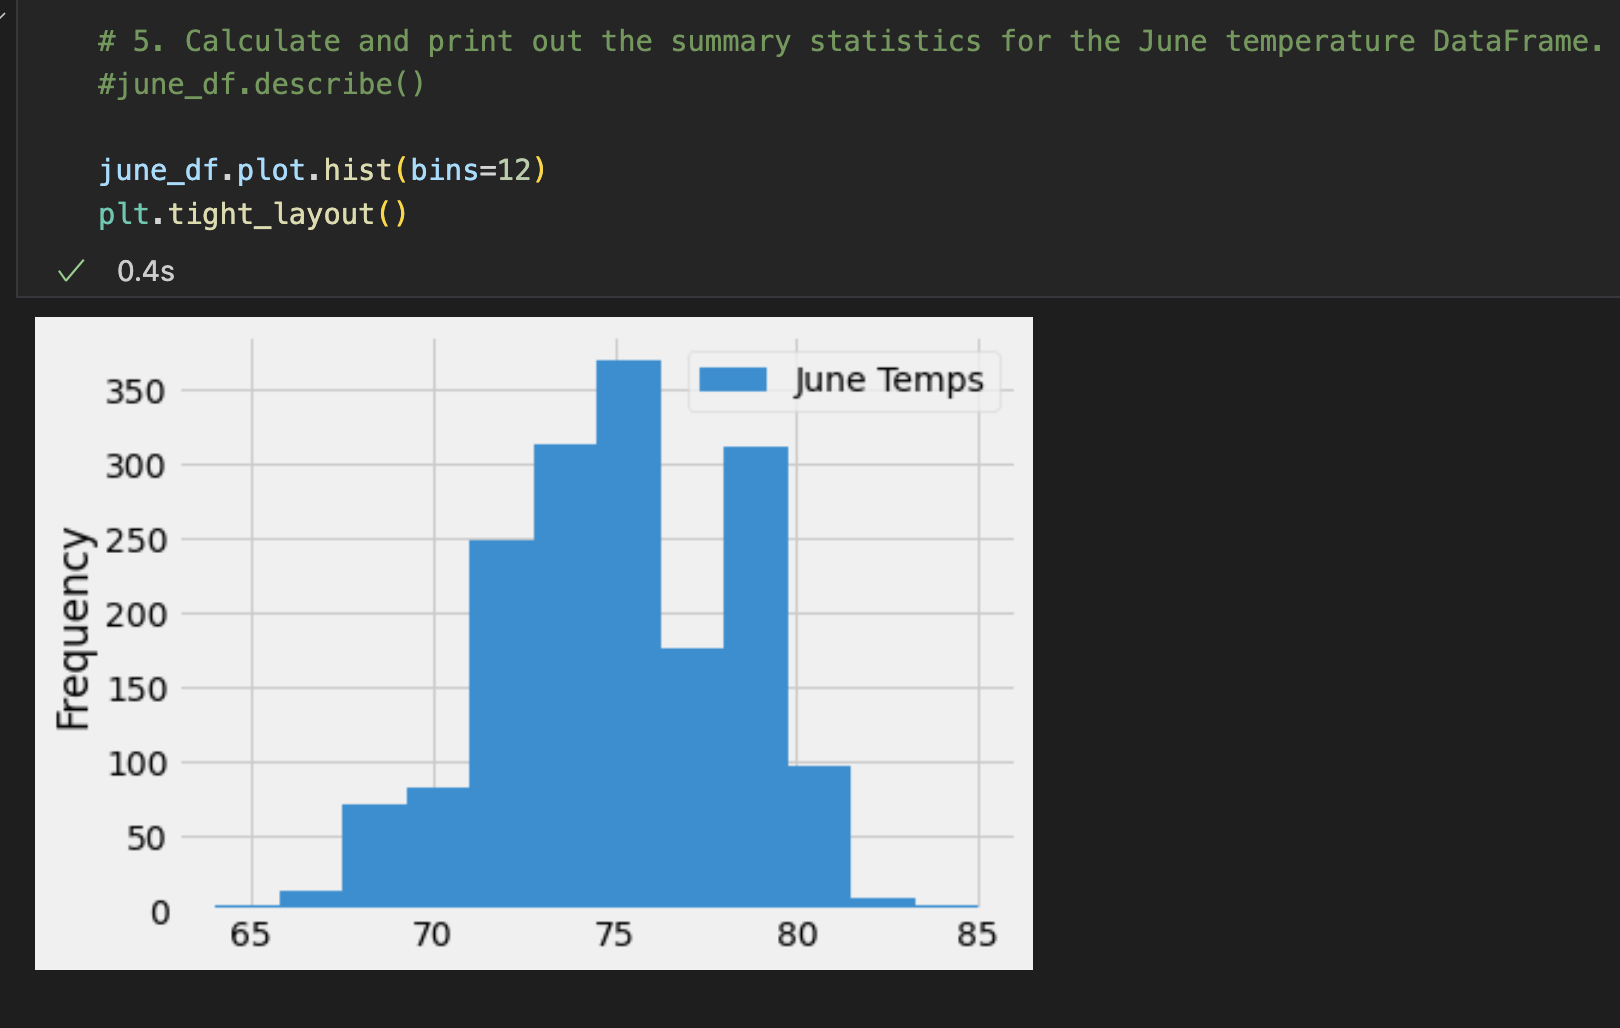 # 5. Calculate and print out the summary statistics for the June temperature DataFrame.
#june_df.describe()
june_df.plot.hist(bins=12)
plt.tight_layout()
0.4s
June Temps
350
300
250
200
150
100
50
0
Frequency
65 70 75 80 85